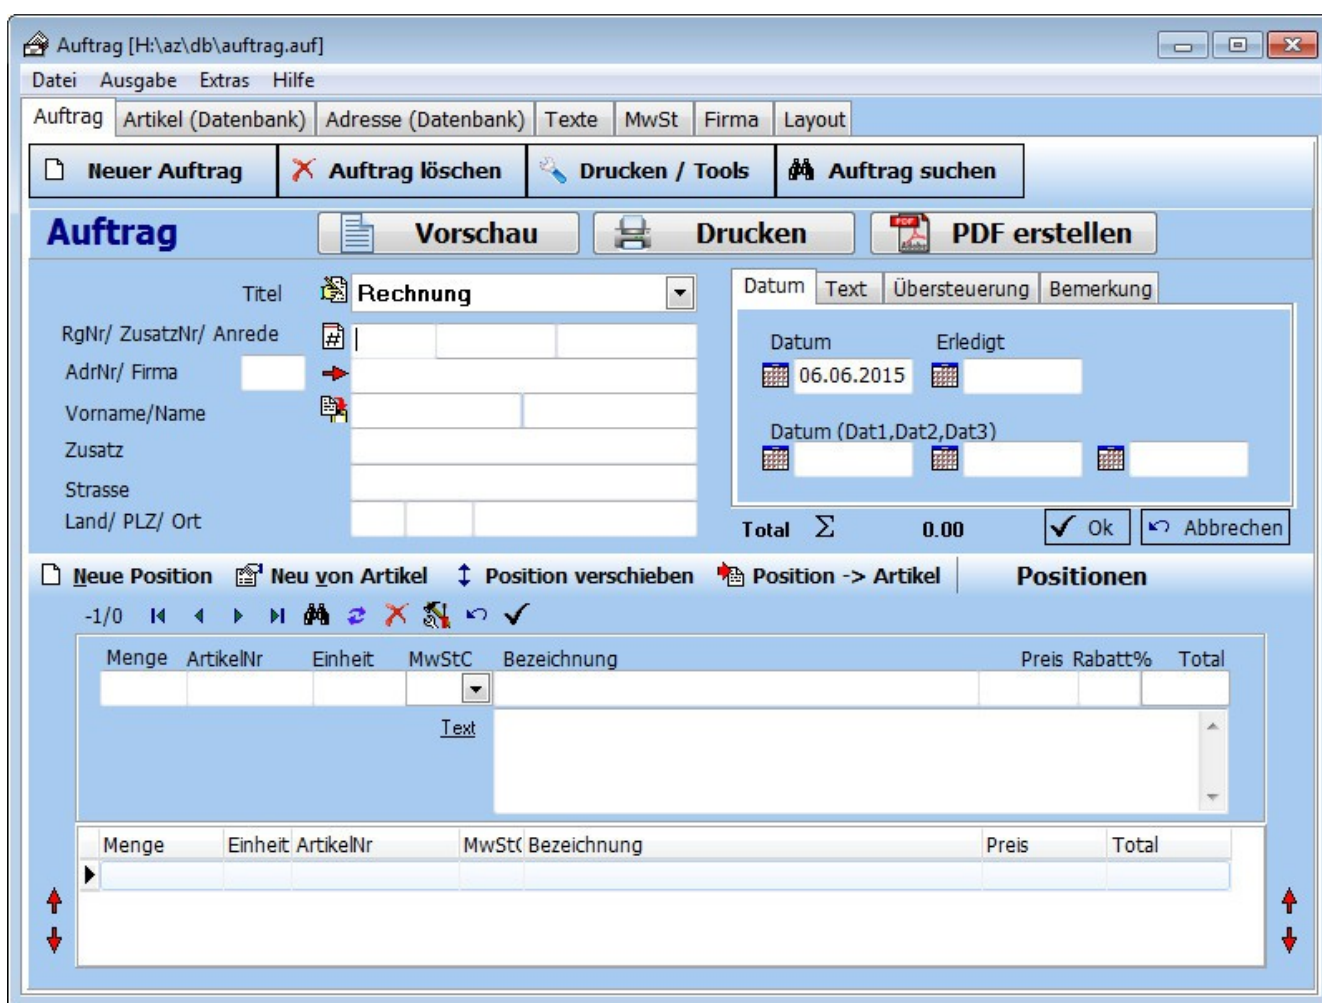 Auftrag [H:\az\db\auftrag.auf]
Datei Ausgabe Extras Hilfe
Auftrag Artikel (Datenbank) Adresse (Datenbank) Texte MwSt Firma Layout
Neuer Auftrag Auftrag löschen Drucken / Tools Auftrag suchen
Auftrag Vorschau Drucken PDF erstellen
Titel Rechnung
RgNr/ ZusatzNr/ Anrede #
AdrNr/ Firma
Vorname/Name
Zusatz
Strasse
Land/ PLZ/ Ort
Datum Text Übersteuerung Bemerkung
Datum Erledigt
06.06.2015
Datum (Dat1,Dat2,Dat3)
Total Σ 0.00 Ok Abbrechen
Neue Position Neu von Artikel Position verschieben Position -> Artikel Positionen
-1/0
Menge ArtikelNr Einheit MwStC Bezeichnung Preis Rabatt% Total
Text
Menge Einheit ArtikelNr MwSt( Bezeichnung Preis Total